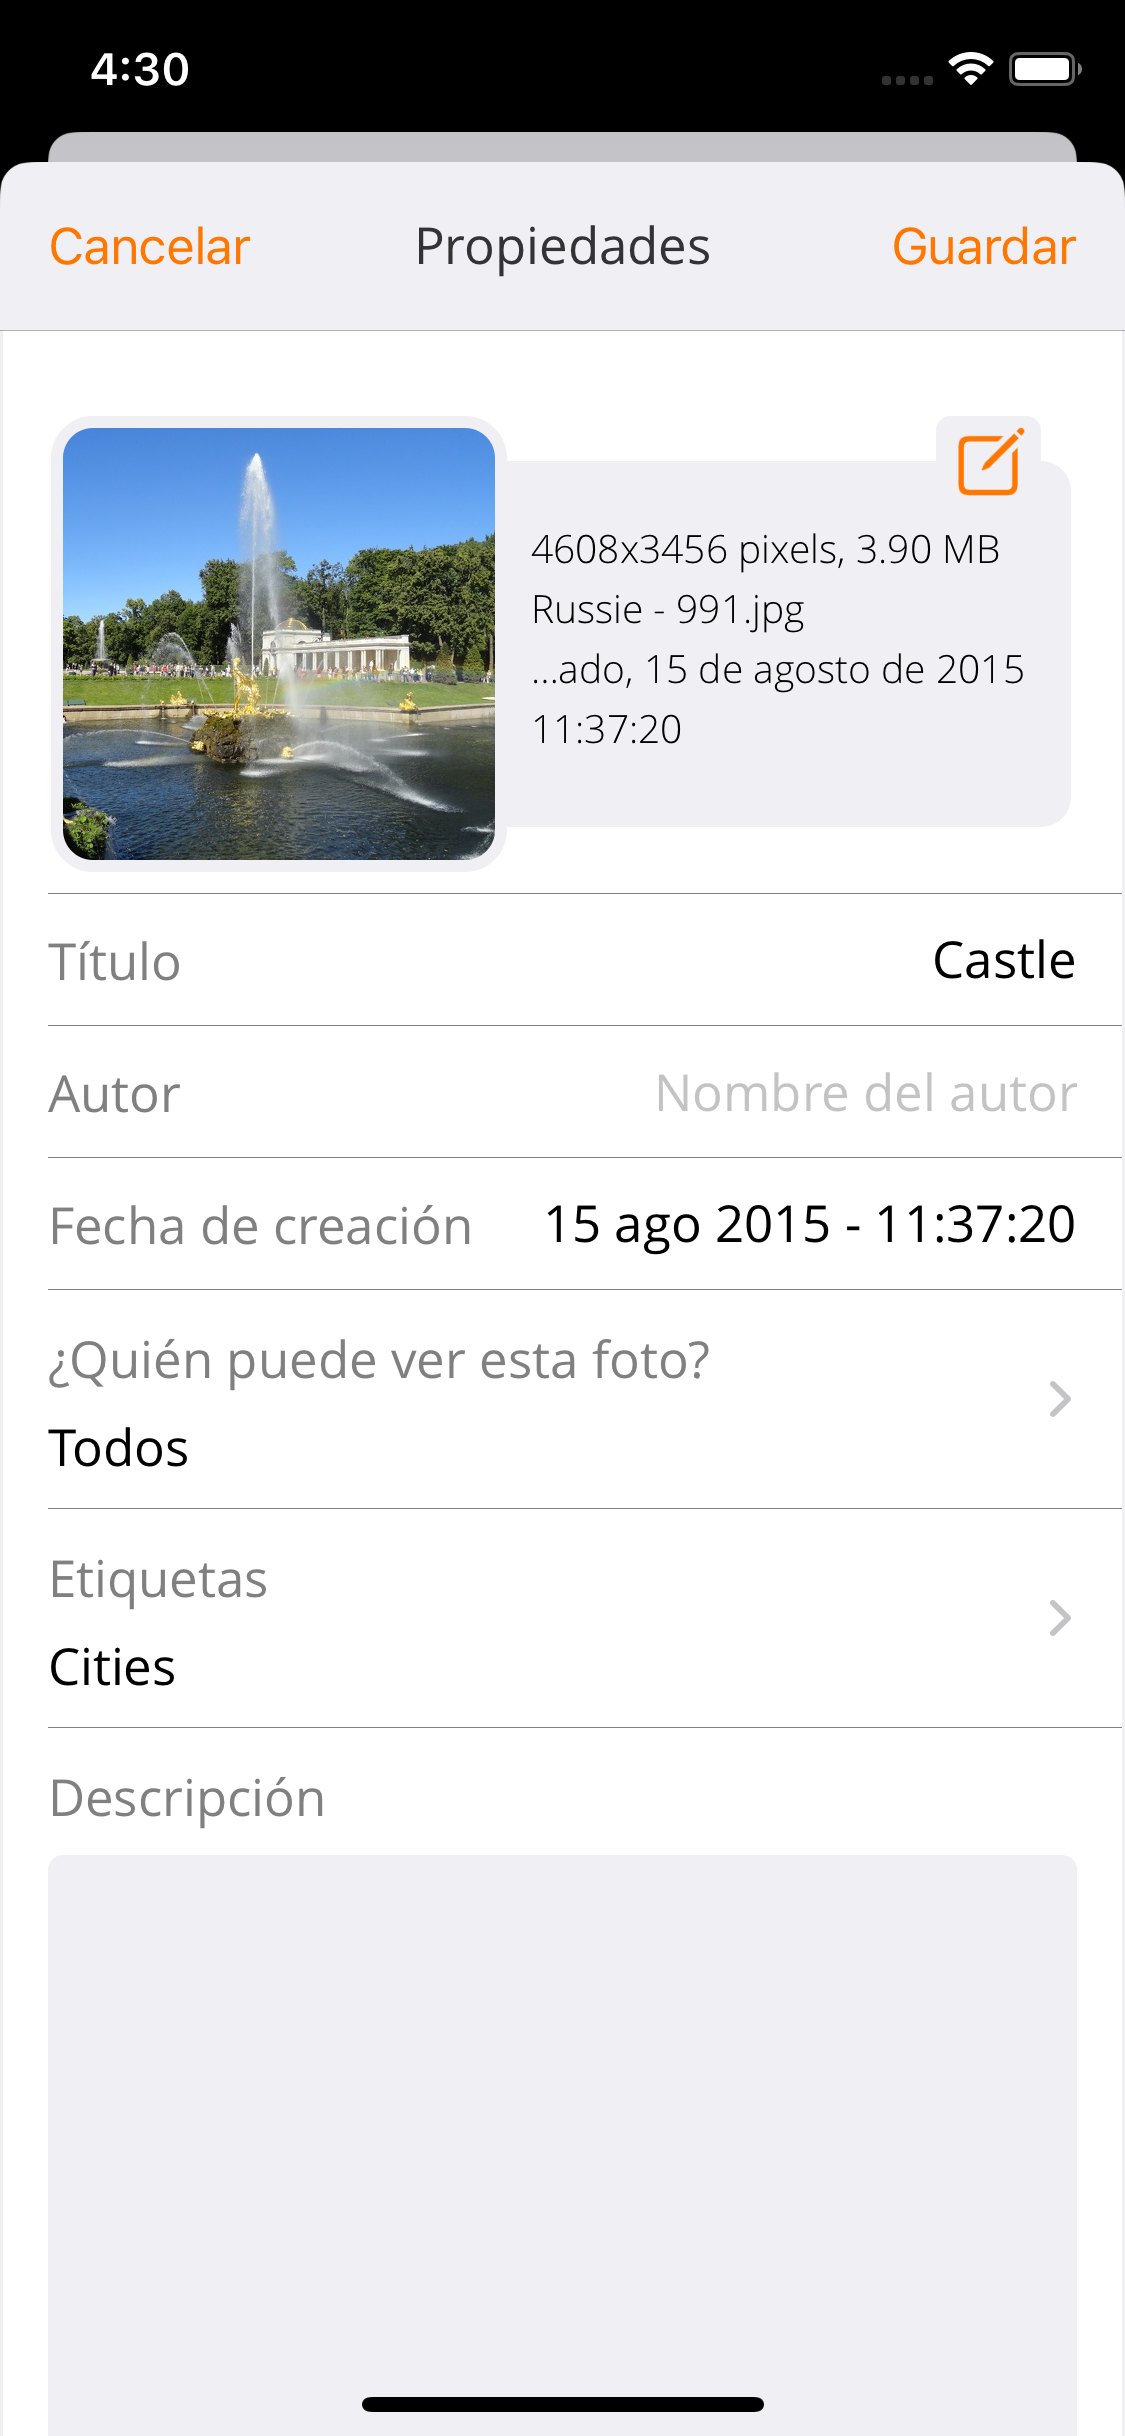 4:30
Cancelar Propiedades Guardar
4608x3456 pixels, 3.90 MB
Russie - 991.jpg
...ado, 15 de agosto de 2015
11:37:20
Título Castle
Autor Nombre del autor
Fecha de creación 15 ago 2015 - 11:37:20
¿Quién puede ver esta foto?
Todos
Etiquetas
Cities
Descripción